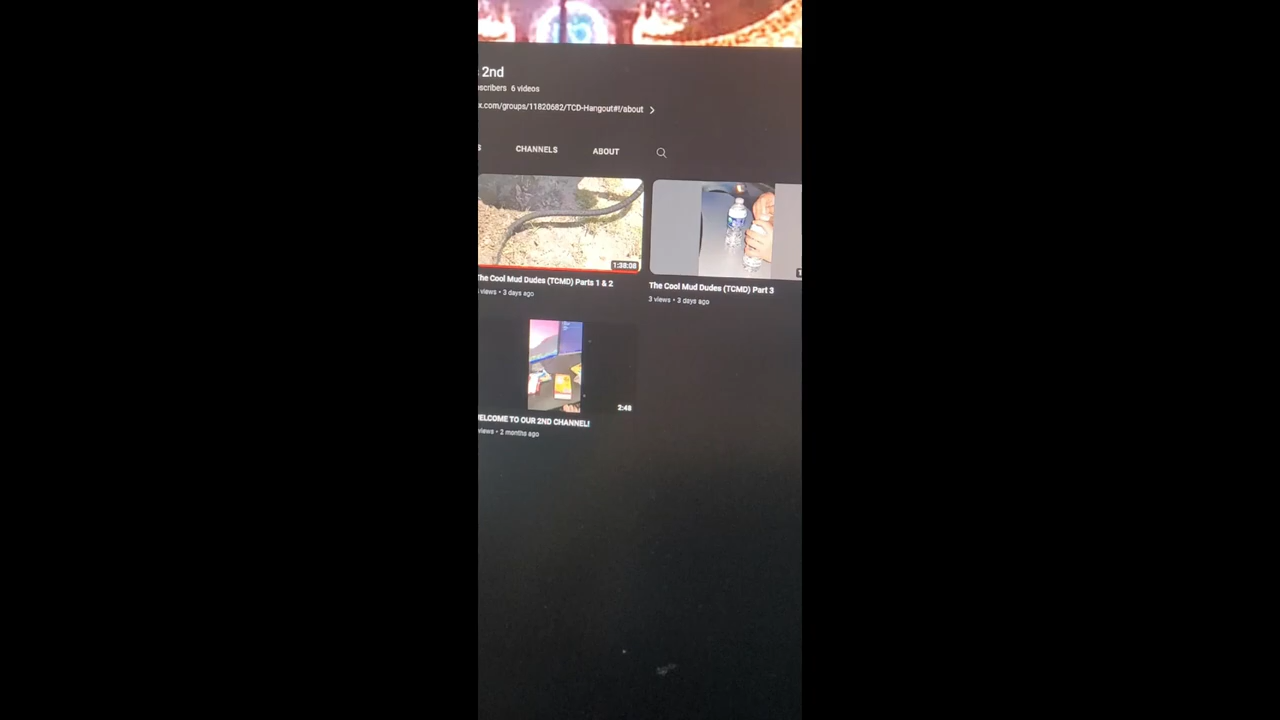 2nd
6 videos
x.com/groups/11820682/TCD-Hangout#!/about
CHANNELS
ABOUT
1:38:08
The Cool Mud Dudes (TCMD) Parts 1 & 2
views • 3 days ago
The Cool Mud Dudes (TCMD) Part 3
3 views • 3 days ago
2:48
ELCOME TO OUR 2ND CHANNEL!
views • 2 months ago